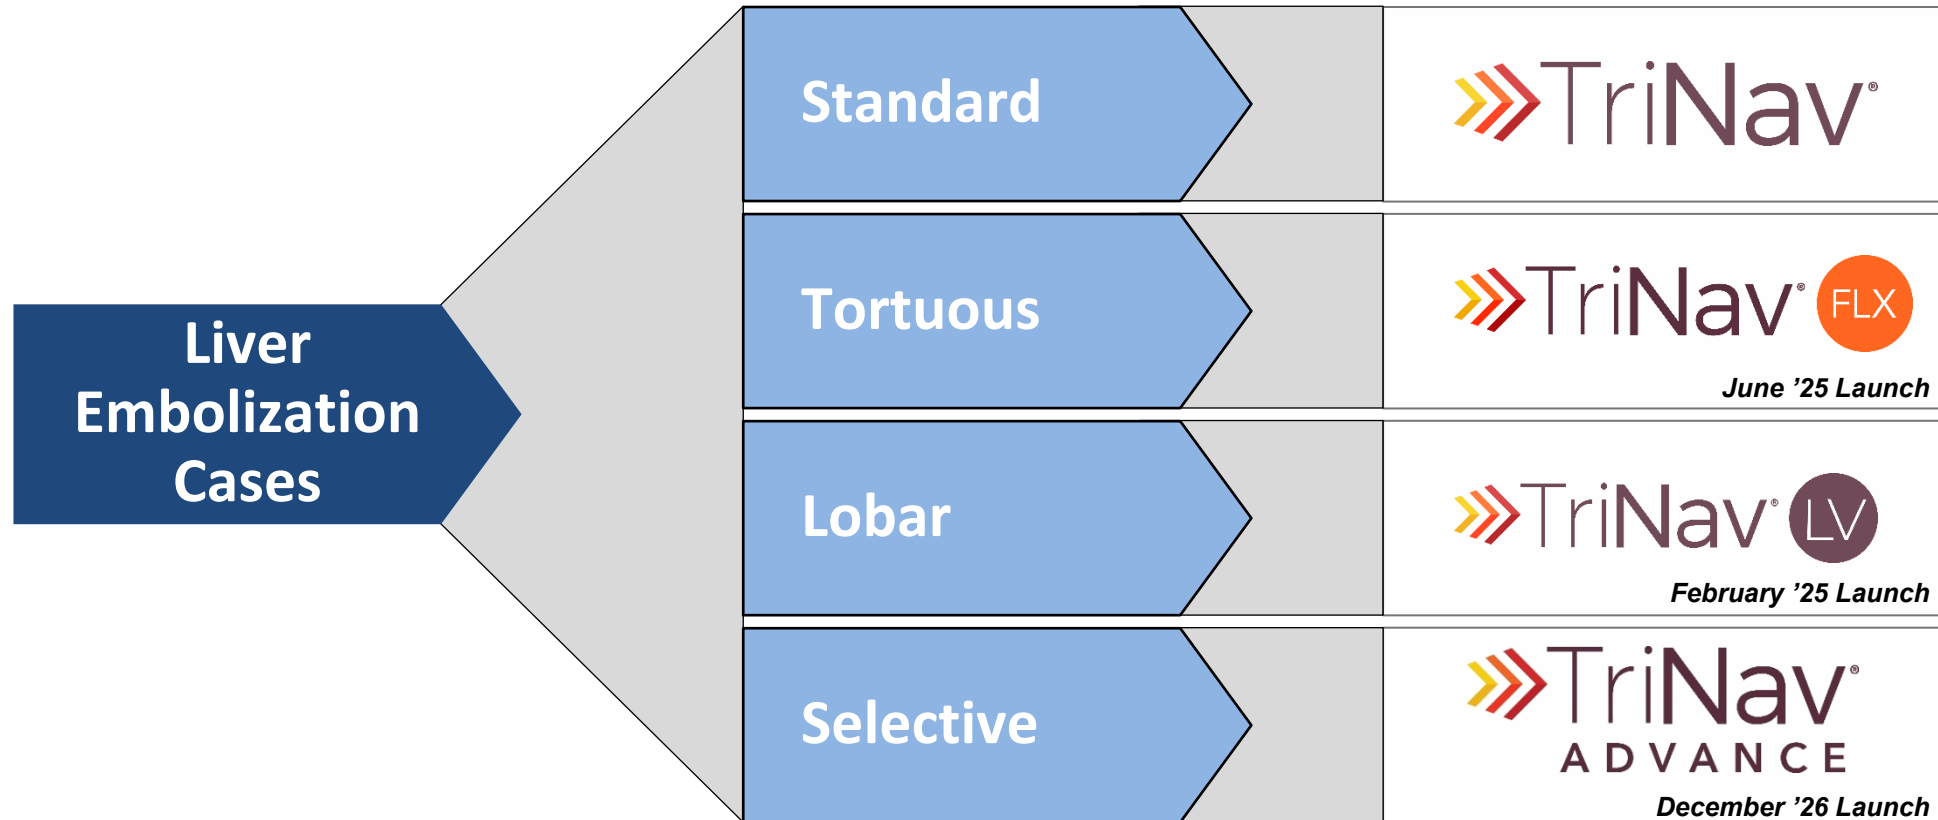 Liver
Embolization
Cases
Standard
TriNav®
Tortuous
TriNav® FLX
June ’25 Launch
Lobar
TriNav® LV
February ’25 Launch
Selective
TriNav®
ADVANCE
December ’26 Launch